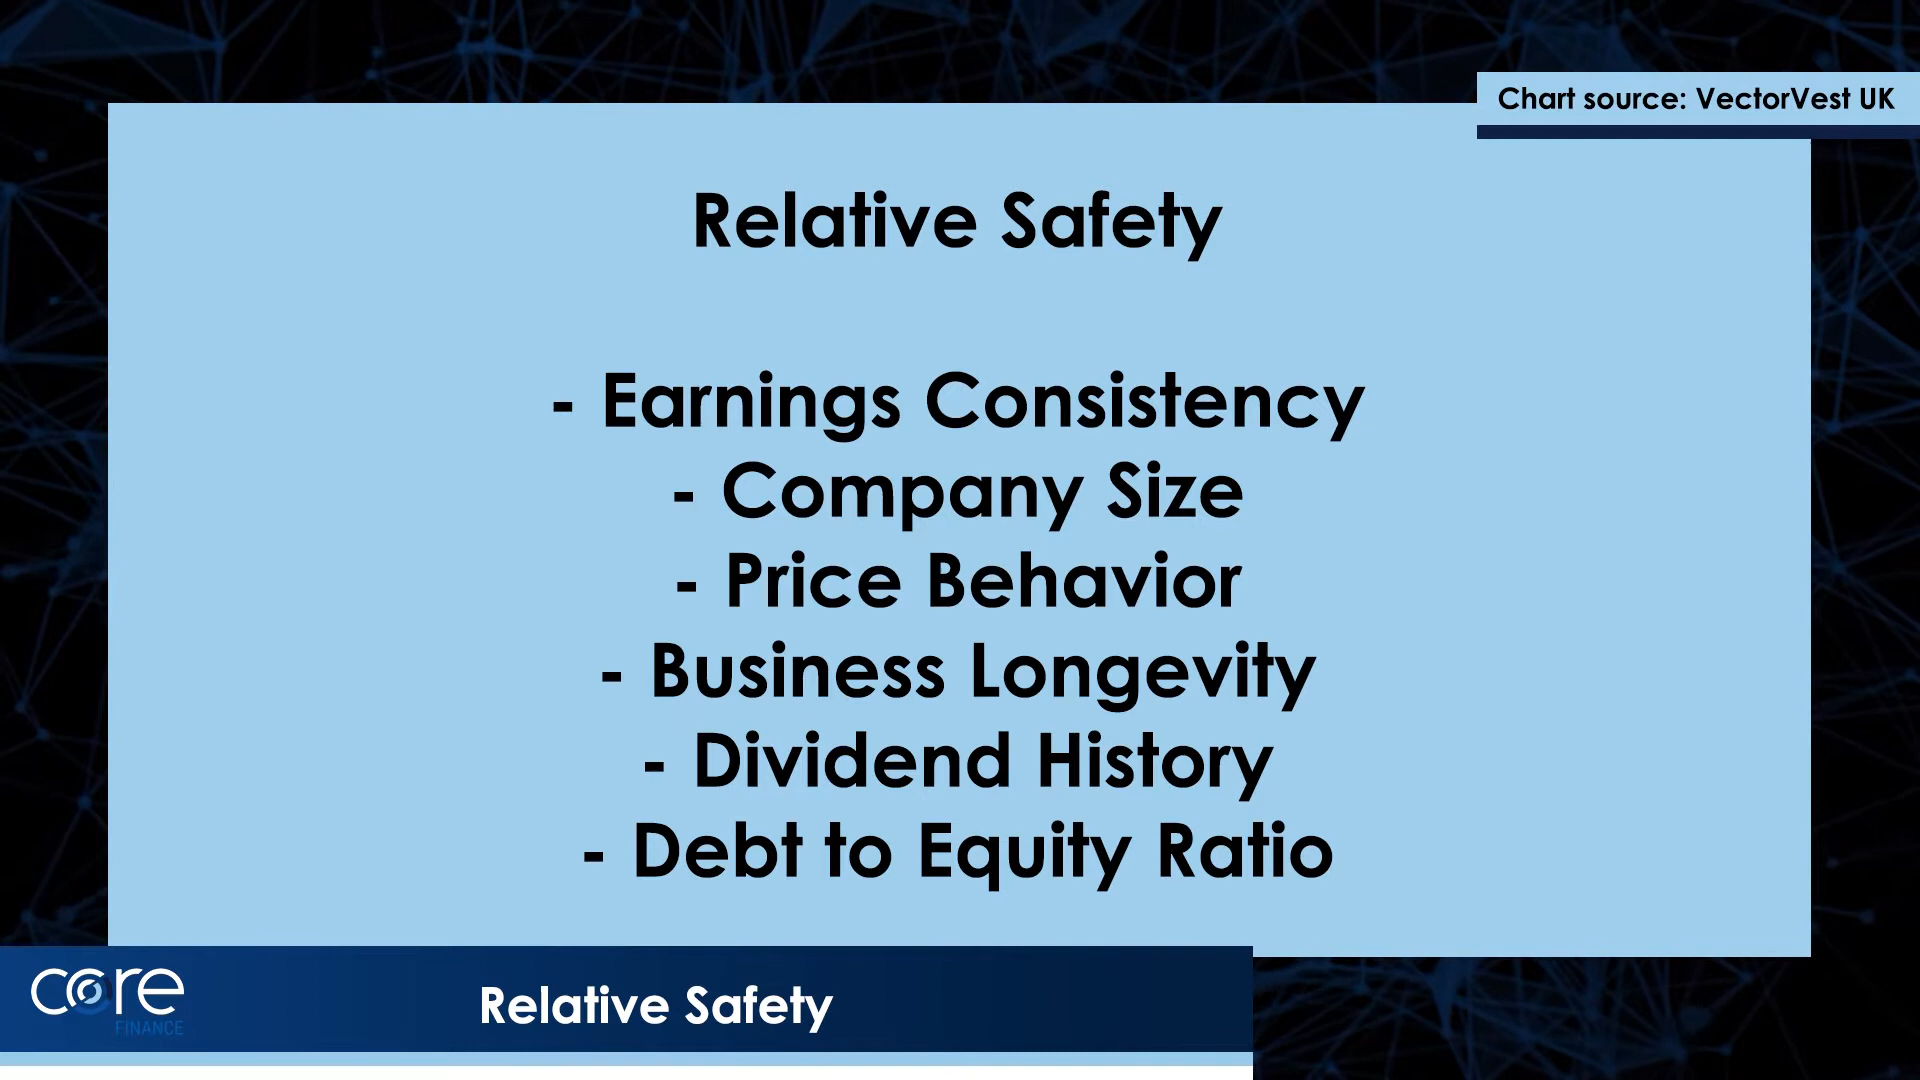 Chart source: VectorVest UK
Relative Safety
- Earnings Consistency
- Company Size
- Price Behavior
- Business Longevity
- Dividend History
- Debt to Equity Ratio
core
FINANCE
Relative Safety